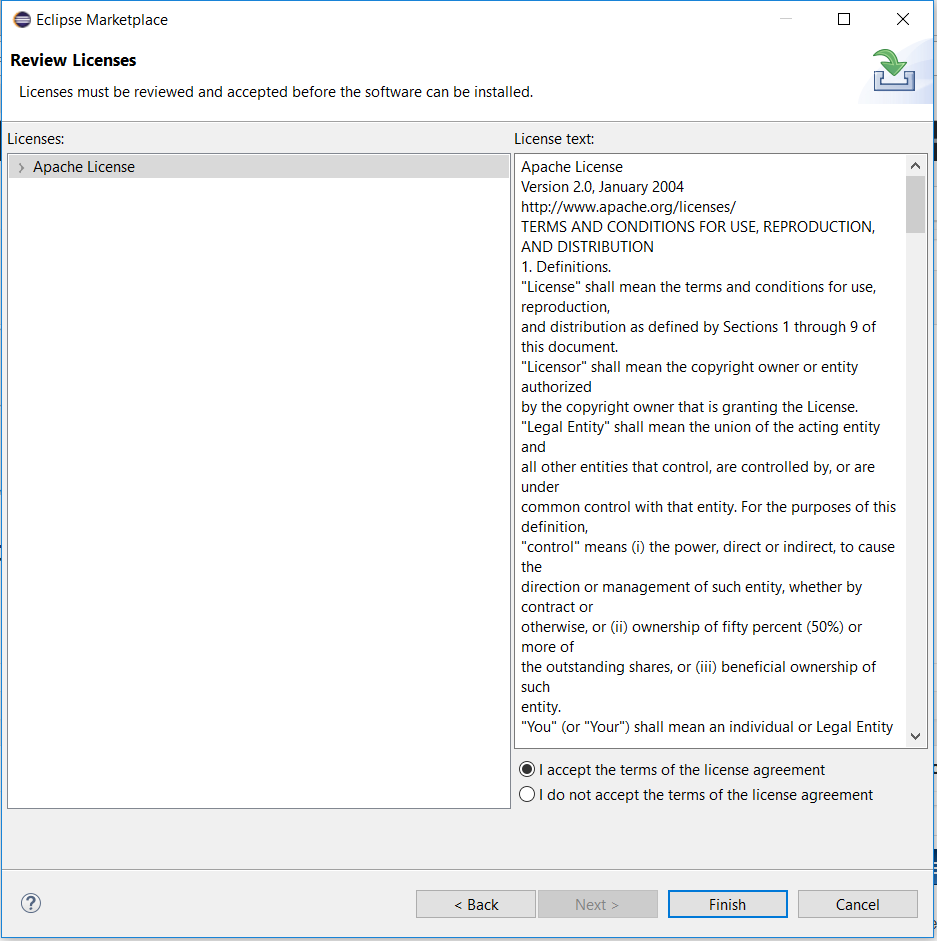 Eclipse Marketplace
Review Licenses
Licenses must be reviewed and accepted before the software can be installed.
Licenses:
Apache License
License text:
Apache License
Version 2.0, January 2004
http://www.apache.org/licenses/
TERMS AND CONDITIONS FOR USE, REPRODUCTION,
AND DISTRIBUTION
1. Definitions.
"License" shall mean the terms and conditions for use,
reproduction,
and distribution as defined by Sections 1 through 9 of
this document.
"Licensor" shall mean the copyright owner or entity
authorized
by the copyright owner that is granting the License.
"Legal Entity" shall mean the union of the acting entity
and
all other entities that control, are controlled by, or are
under
common control with that entity. For the purposes of this
definition,
"control" means (i) the power, direct or indirect, to cause
the
direction or management of such entity, whether by
contract or
otherwise, or (ii) ownership of fifty percent (50%) or
more of
the outstanding shares, or (iii) beneficial ownership of
such
entity.
"You" (or "Your") shall mean an individual or Legal Entity
I accept the terms of the license agreement
I do not accept the terms of the license agreement
?
< Back
Next >
Finish
Cancel